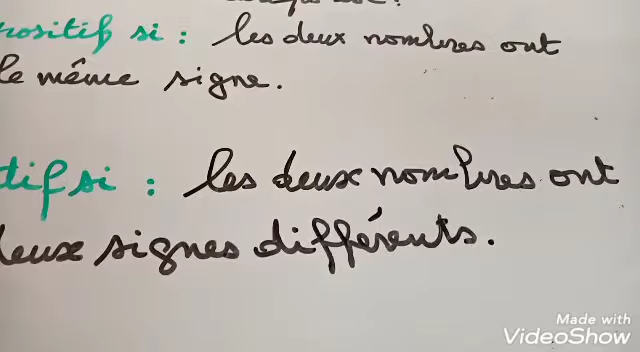 positif si : les deux nombres ont
le même signe.
tif si : les deux nombres ont
deux signes différents.
Made with
VideoShow